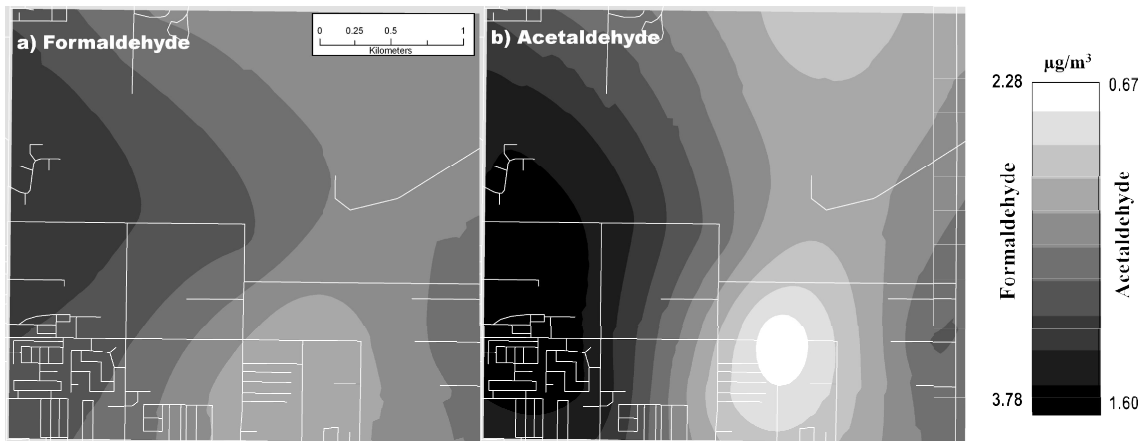 a) Formaldehyde
0 0.25 0.5 1
Kilometers
b) Acetaldehyde
µg/m³
2.28 0.67
Formaldehyde
Acetaldehyde
3.78 1.60